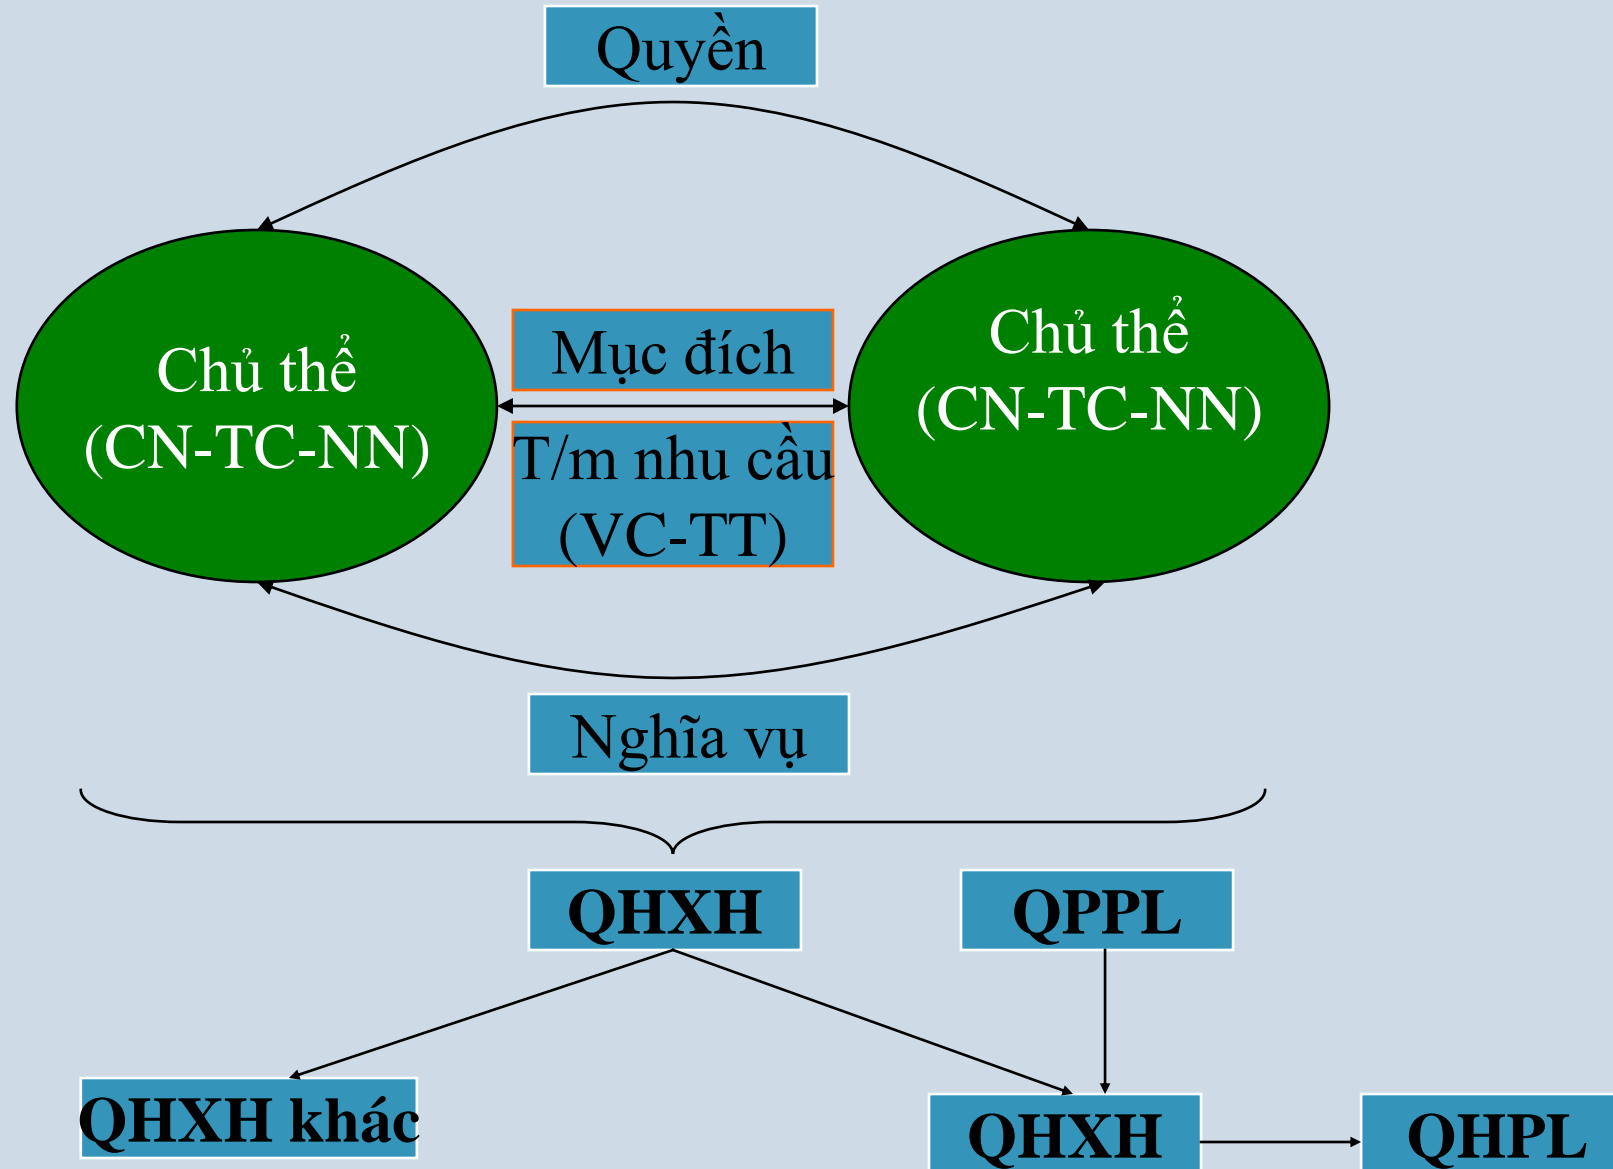 Quyền
Chủ thể
(CN-TC-NN)
Mục đích
T/m nhu cầu
(VC-TT)
Chủ thể
(CN-TC-NN)
Nghĩa vụ
QHXH
QPPL
QHXH khác
QHXH
QHPL